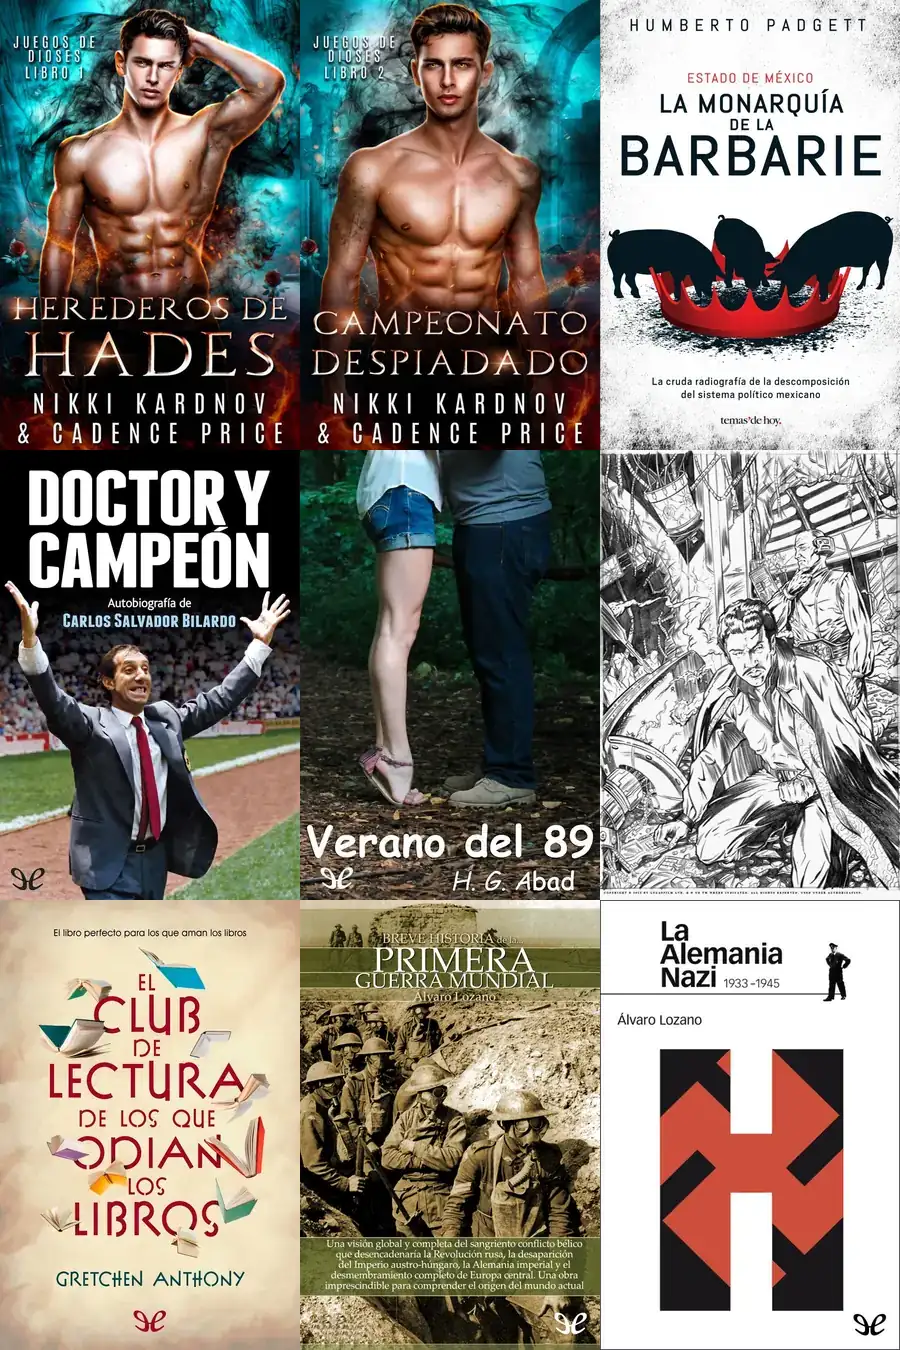 JUEGOS DE
DIOSES
LIBRO 1
HEREDEROS DE
HADES
NIKKI KARDNOV
& CADENCE PRICE
JUEGOS DE
DIOSES
LIBRO 2
CAMPEONATO
DESPIADADO
NIKKI KARDNOV
& CADENCE PRICE
HUMBERTO PADGETT
ESTADO DE MÉXICO
LA MONARQUÍA
DE LA
BARBARIE
La cruda radiografía de la descomposición
del sistema político mexicano
temas'de hoy.
DOCTOR Y
CAMPEÓN
Autobiografía de
CARLOS SALVADOR BILARDO
Verano del 89
H. G. Abad
El libro perfecto para los que aman los libros
EL
CLUB
DE
LECTURA
DE LOS QUE
ODIAN
LOS
LIBROS
GRETCHEN ANTHONY
BREVE HISTORIA de la...
PRIMERA
GUERRA MUNDIAL
Álvaro Lozano
Una visión global y completa del sangriento conflicto bélico
que desencadenaría la Revolución rusa, la desaparición
del Imperio austro-húngaro, la Alemania imperial y el
desmembramiento completo de Europa central. Una obra
imprescindible para comprender el origen del mundo actual
La
Alemania
Nazi 1933-1945
Álvaro Lozano